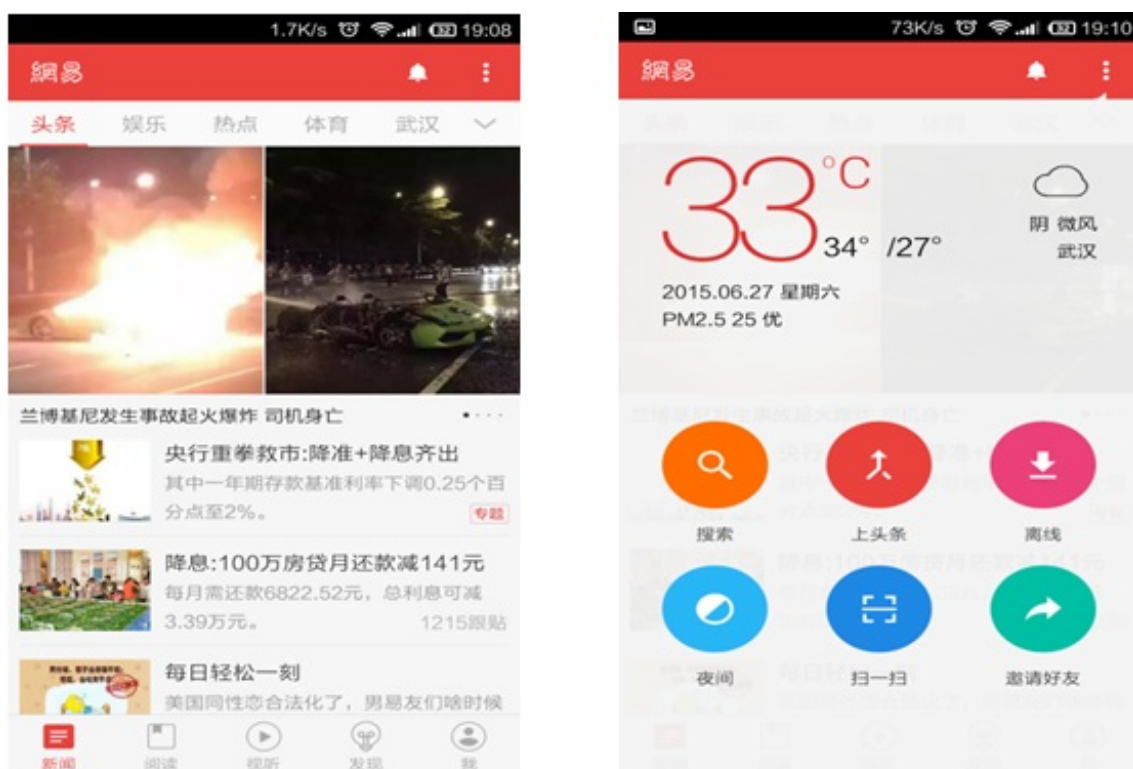 1.7K/s 32 19:08
網易
头条 娱乐 热点 体育 武汉
兰博基尼发生事故起火爆炸 司机身亡
央行重拳救市:降准+降息齐出
其中一年期存款基准利率下调0.25个百
分点至2%。 专题
降息:100万房贷月还款减141元
每月需还款6822.52元，总利息可减
3.39万元。 1215跟贴
每日轻松一刻
美国同性恋合法化了，男易友们啥时候
新闻 阅读 视听 发现 我
73K/s 32 19:10
網易
33°C
34° /27°
阴 微风
武汉
2015.06.27 星期六
PM2.5 25 优
搜索 上头条 离线
夜间 扫一扫 邀请好友